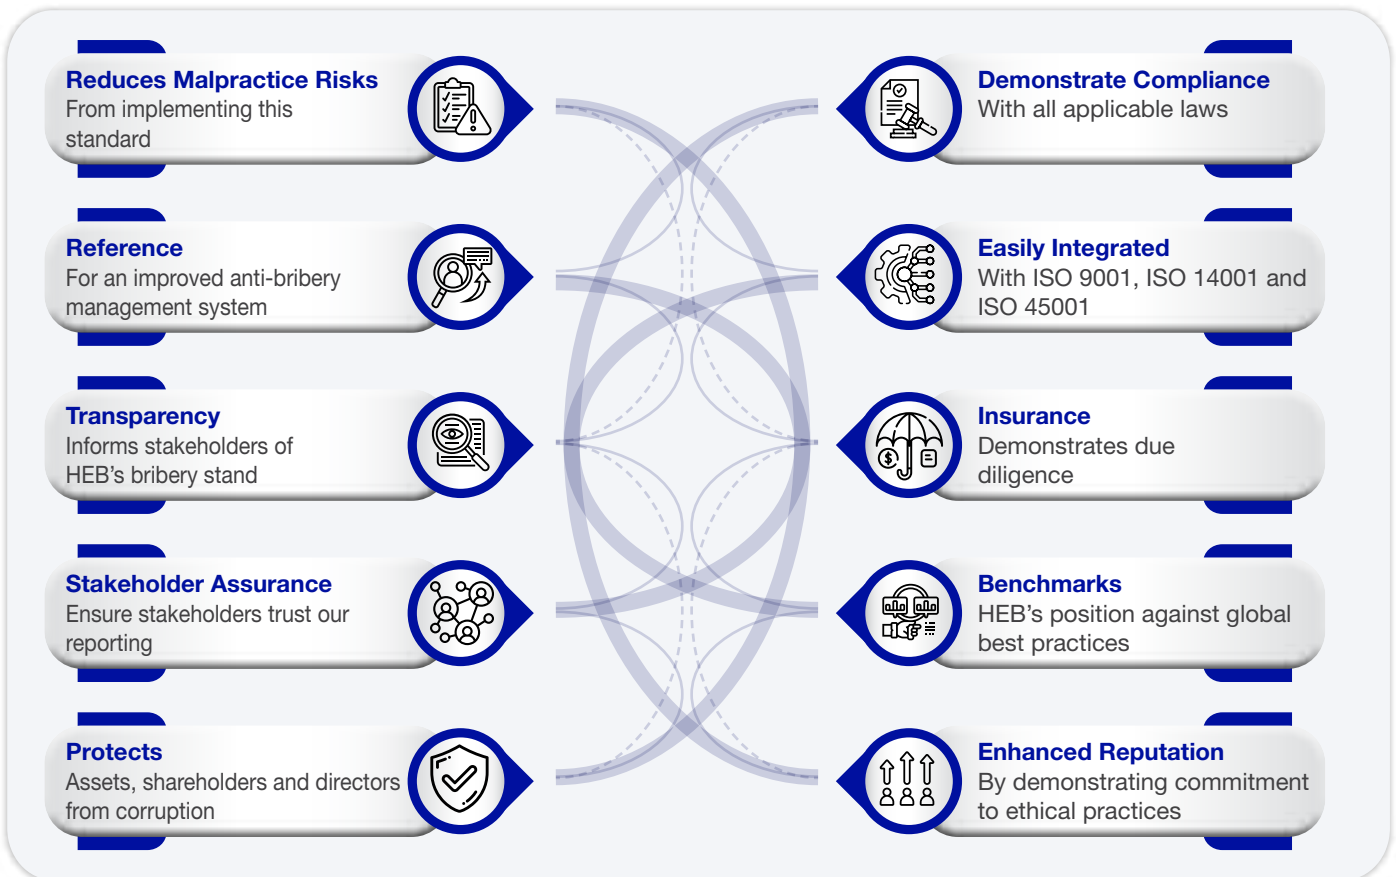 Reduces Malpractice Risks
From implementing this
standard
Reference
For an improved anti-bribery
management system
Transparency
Informs stakeholders of
HEB’s bribery stand
Stakeholder Assurance
Ensure stakeholders trust our
reporting
Protects
Assets, shareholders and directors
from corruption
Demonstrate Compliance
With all applicable laws
Easily Integrated
With ISO 9001, ISO 14001 and
ISO 45001
Insurance
Demonstrates due
diligence
Benchmarks
HEB’s position against global
best practices
Enhanced Reputation
By demonstrating commitment
to ethical practices